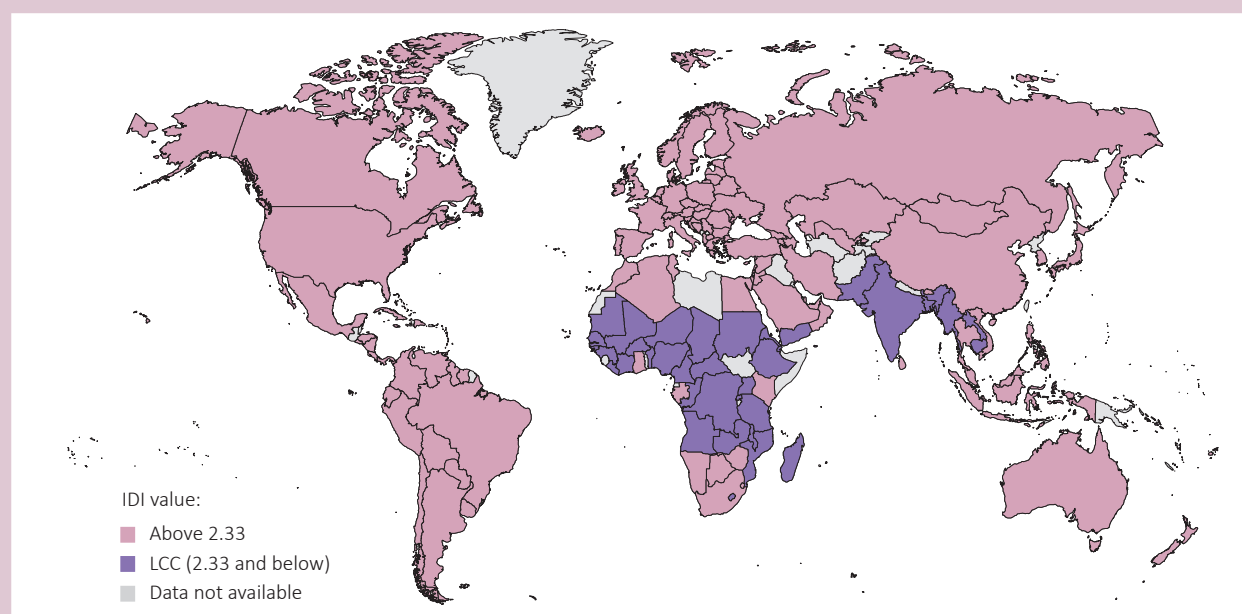 IDI value:
Above 2.33
LCC (2.33 and below)
Data not available